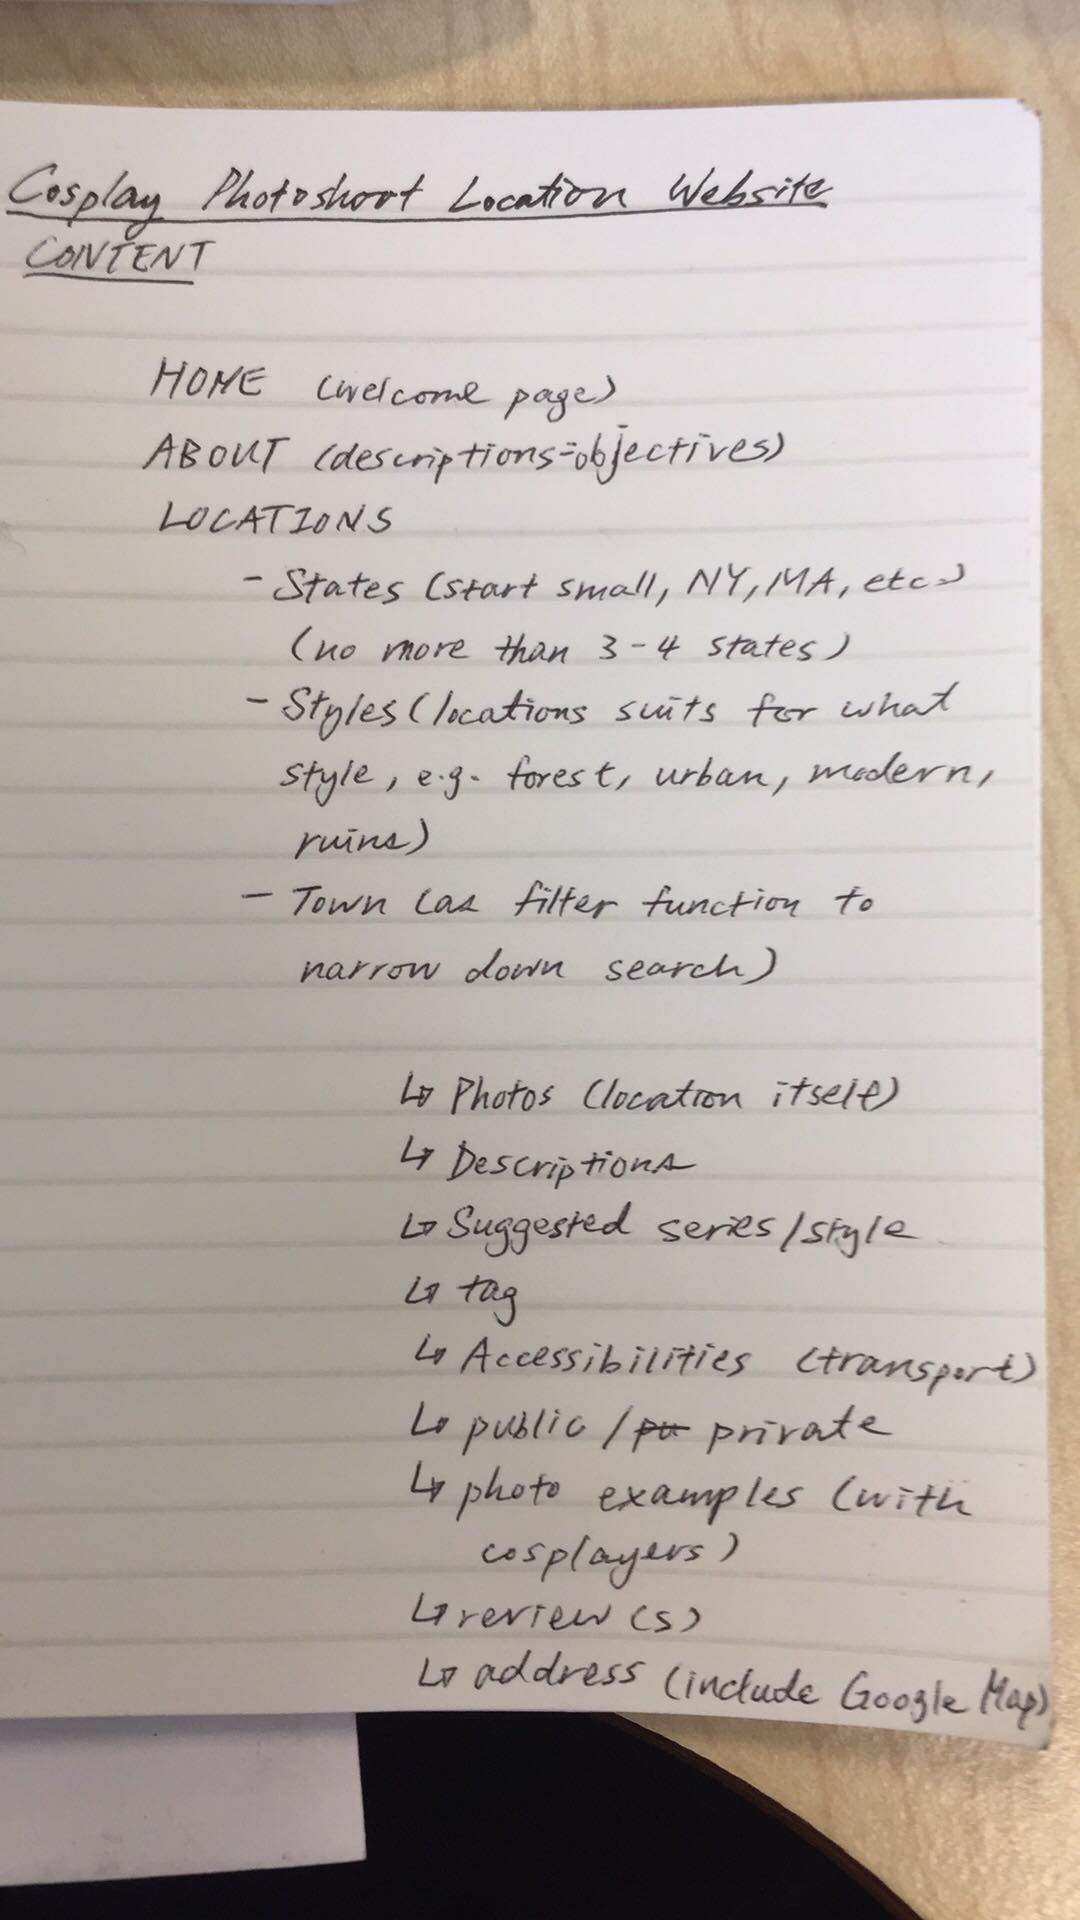 Cosplay Photoshoot Location Website
CONTENT
HOME (welcome page)
ABOUT (descriptions=objectives)
LOCATIONS
- States (start small, NY, MA, etc.)
(no more than 3-4 states)
- Styles (locations suits for what
style, e.g. forest, urban, modern,
ruins)
- Town (as filter function to
narrow down search)
↳ Photos (location itself)
↳ Descriptions
↳ Suggested series/style
↳ tag
↳ Accessibilities (transport)
↳ public / pu private
↳ photo examples (with
cosplayers)
↳ review(s)
↳ address (include Google Map)